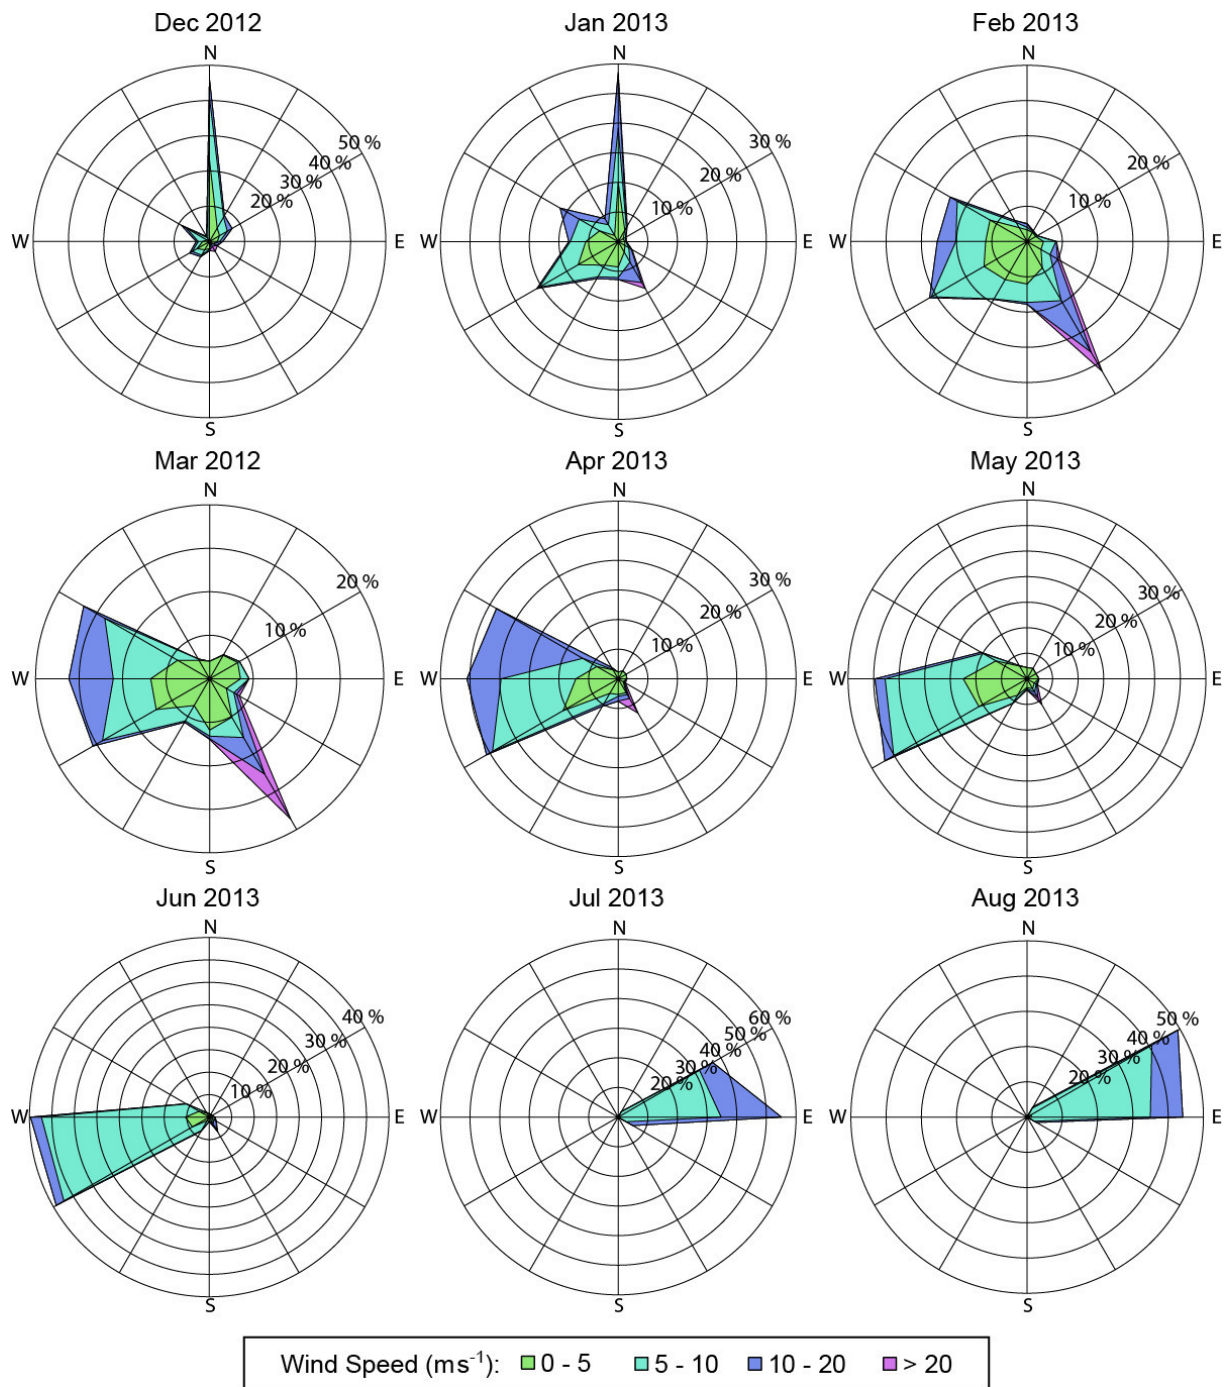 Dec 2012 Jan 2013 Feb 2013
N N N
50 % 30 %
40 % 20 %
30 % 20 %
20 % 10 % 10 %
W E W E W E
S S S
Mar 2012 Apr 2013 May 2013
N N N
20 % 30 % 30 %
20 % 20 %
10 % 10 % 10 %
W E W E W E
S S S
Jun 2013 Jul 2013 Aug 2013
N N N
40 % 60 % 50 %
50 % 40 %
30 % 40 % 30 %
20 % 30 % 20 %
10 % 20 %
W E W E W E
S S S
Wind Speed (ms⁻¹): 0 - 5 5 - 10 10 - 20 > 20